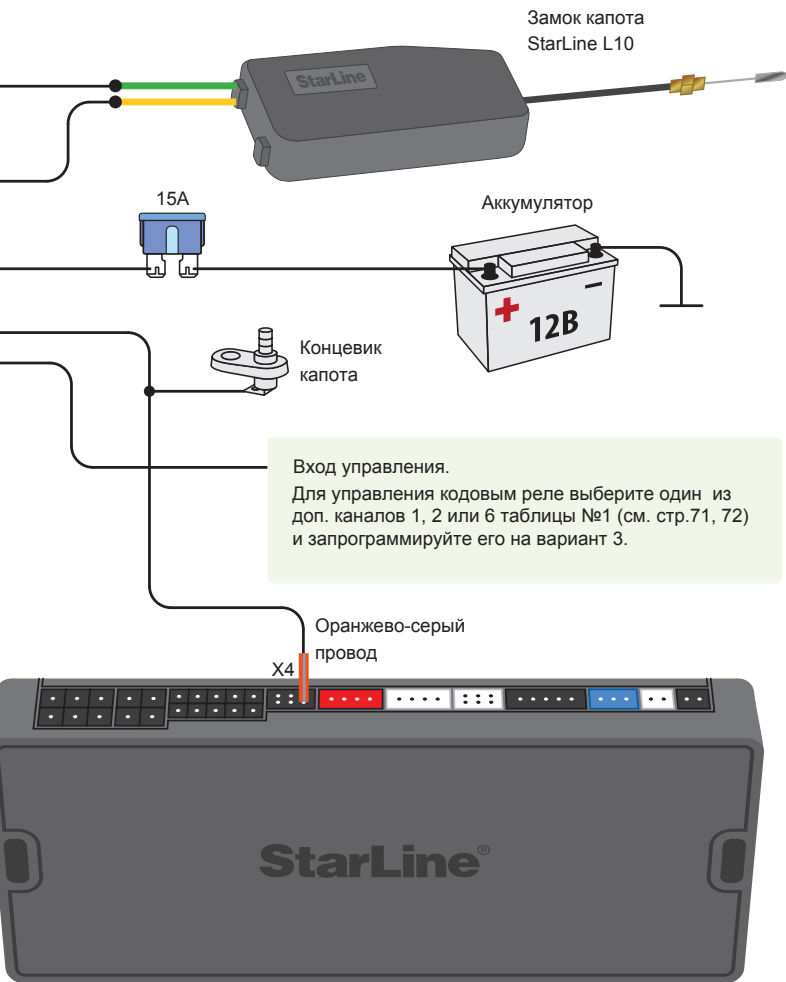 Замок капота
StarLine L10
StarLine
15А
Аккумулятор
12В
Концевик
капота
Вход управления.
Для управления кодовым реле выберите один из
доп. каналов 1, 2 или 6 таблицы №1 (см. стр.71, 72)
и запрограммируйте его на вариант 3.
Оранжево-серый
провод
X4
StarLine®